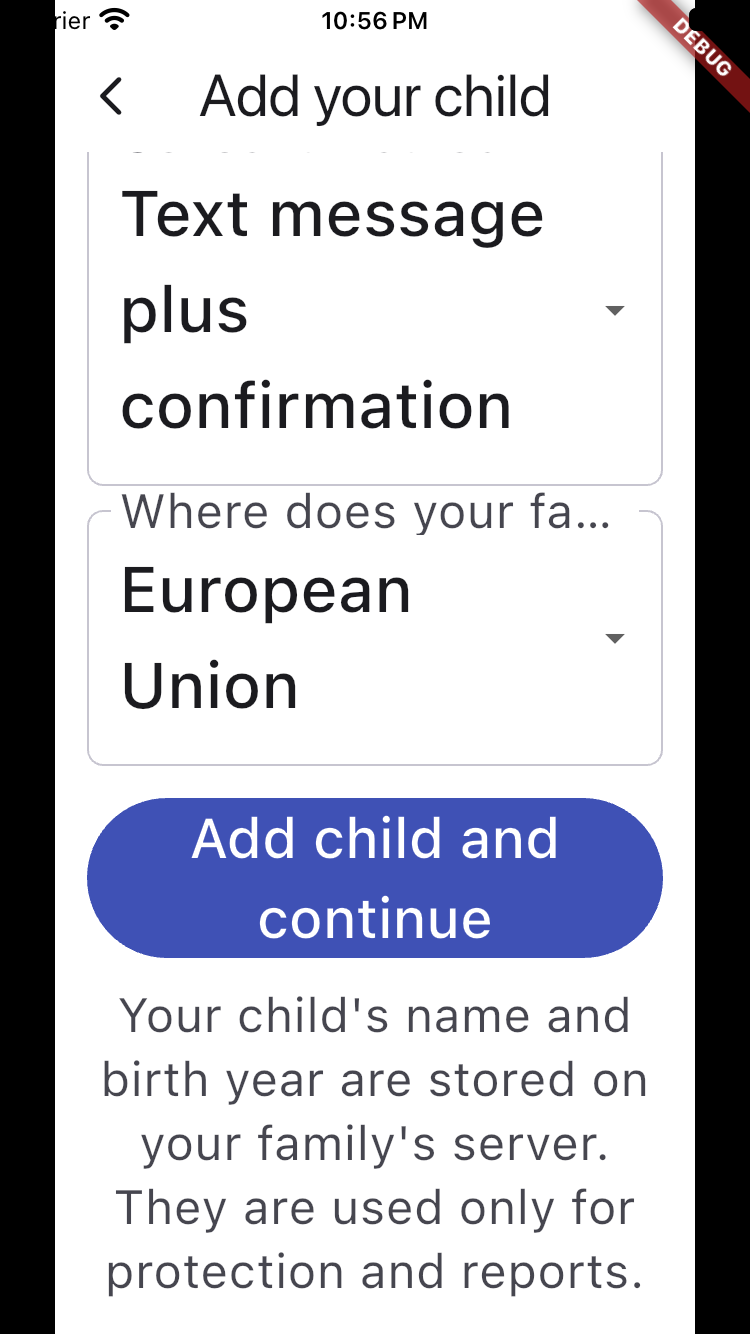 rier 10:56 PM
DEBUG
Add your child
Text message
plus
confirmation
Where does your fa...
European
Union
Add child and
continue
Your child's name and
birth year are stored on
your family's server.
They are used only for
protection and reports.